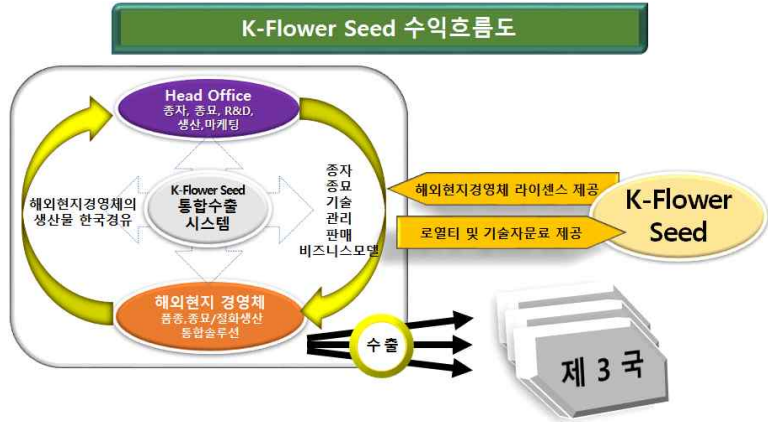 K-Flower Seed 수익흐름도
Head Office
종자, 종묘, R&D,
생산,마케팅
해외현지경영체의
생산물 한국경유
K-Flower Seed
통합수출
시스템
종자
종묘
기술
관리
판매
비즈니스모델
해외현지경영체 라이센스 제공
로열티 및 기술자문료 제공
K-Flower
Seed
해외현지 경영체
품종,종묘/절화생산
통합솔루션
수출
제 3 국